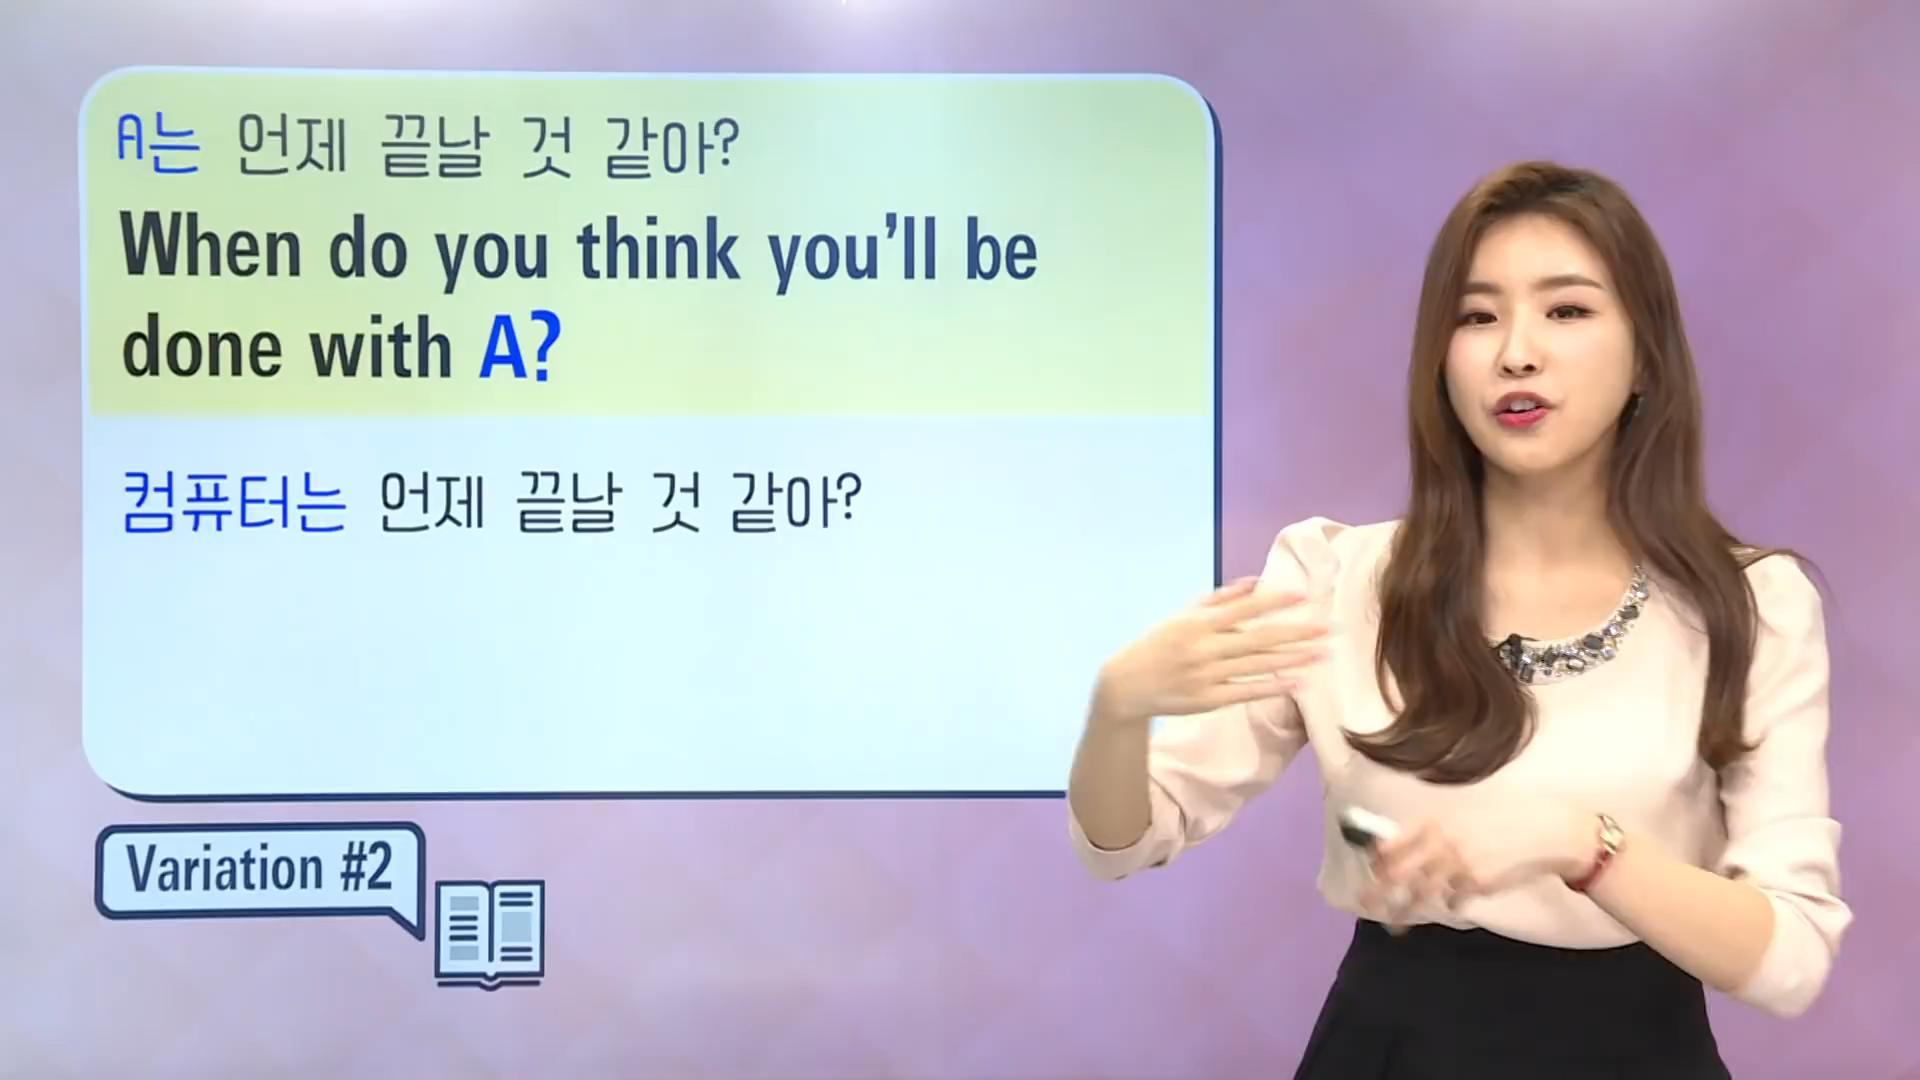 A는 언제 끝날 것 같아?
When do you think you’ll be
done with A?
컴퓨터는 언제 끝날 것 같아?
Variation #2